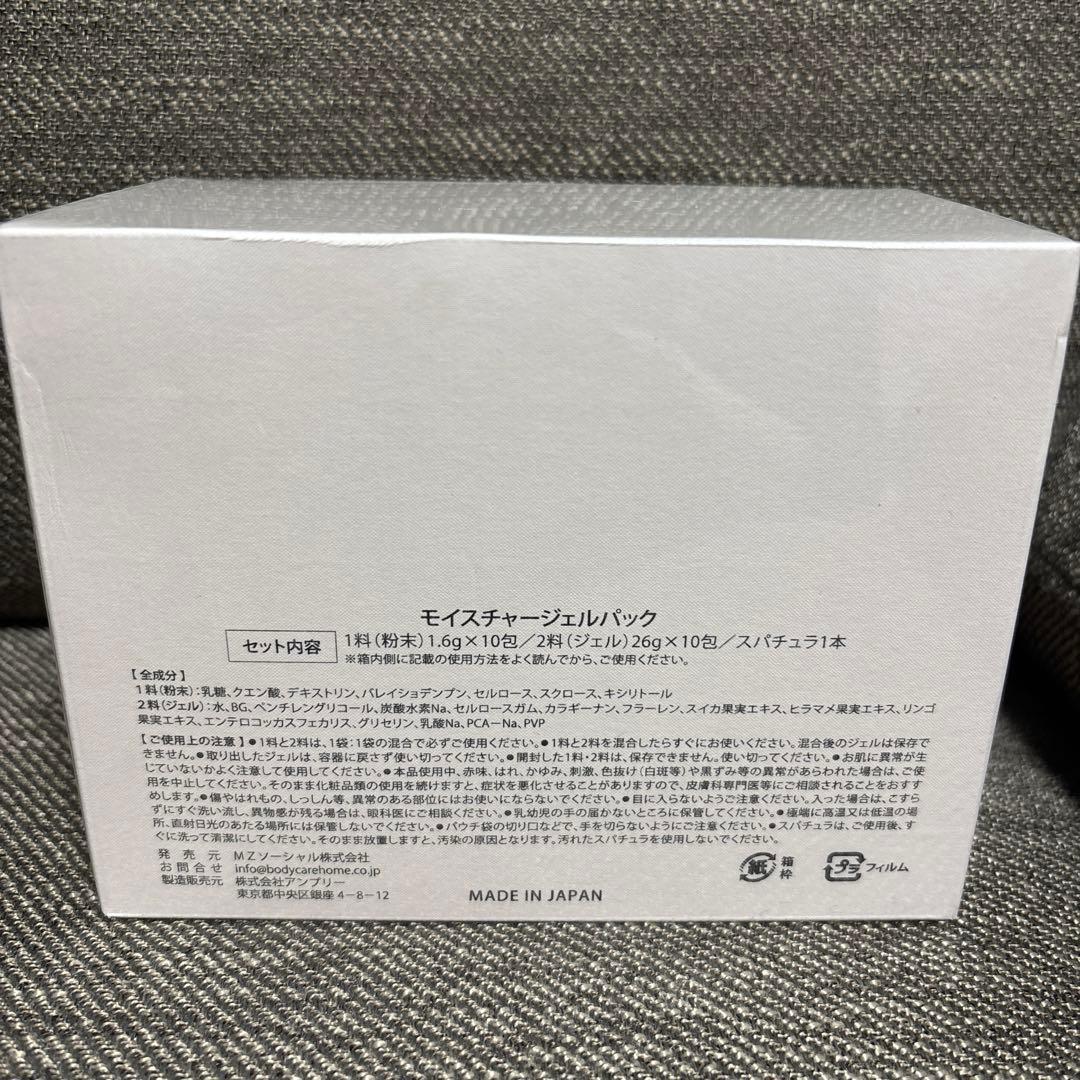 モイスチャージェルパック
セット内容 1料(粉末)1.6g×10包／2料(ジェル)26g×10包／スパチュラ1本
※箱内側に記載の使用方法をよく読んでから、ご使用ください。
【全成分】
1料(粉末):乳糖、クエン酸、デキストリン、バレイショデンプン、セルロース、スクロース、キシリトール
2料(ジェル):水、BG、ペンチレングリコール、炭酸水素Na、セルロースガム、カラギーナン、フラーレン、スイカ果実エキス、ヒラマメ果実エキス、リンゴ
果実エキス、エンテロコッカスフェカリス、グリセリン、乳酸Na、PCA－Na、PVP
【ご使用上の注意】●1料と2料は、1袋:1袋の混合で必ずご使用ください。●1料と2料を混合したらすぐにお使いください。混合後のジェルは保存で
きません。●取り出したジェルは、容器に戻さず使い切ってください。●開封した1料・2料は、保存できません。使い切ってください。●お肌に異常が生
じていないかよく注意して使用してください。●本品使用中、赤味、はれ、かゆみ、刺激、色抜け(白斑等)や黒ずみ等の異常があらわれた場合は、ご使
用を中止してください。そのまま化粧品類の使用を続けますと、症状を悪化させることがありますので、皮膚科専門医等にご相談されることをおすす
めします。●傷やはれもの、しっしん等、異常のある部位にはお使いにならないでください。●目に入らないようご注意ください。入った場合は、こすら
ずにすぐ洗い流し、異物感が残る場合は、眼科医にご相談ください。●乳幼児の手の届かないところに保管してください。●極端に高温又は低温の場
所、直射日光のあたる場所には保管しないでください。●パウチ袋の切り口などで、手を切らないようにご注意ください。●スパチュラは、ご使用後、す
ぐに洗って清潔にしてください。そのまま放置しますと、汚染の原因となります。汚れたスパチュラを使用しないでください。
発売元 MZソーシャル株式会社
お問合せ info@bodycarehome.co.jp
製造販売元 株式会社アンプリー
東京都中央区銀座4-8-12
MADE IN JAPAN
紙 箱 枠
プラ フィルム